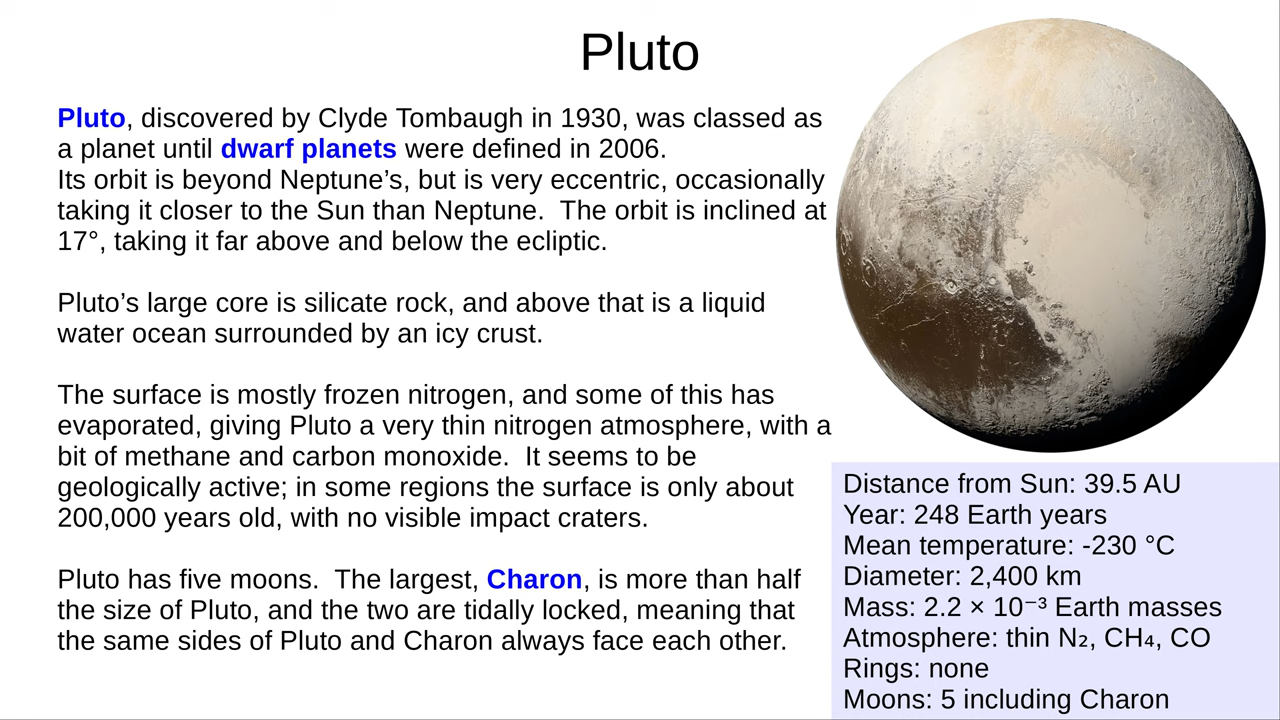 Pluto
Pluto, discovered by Clyde Tombaugh in 1930, was classed as
a planet until dwarf planets were defined in 2006.
Its orbit is beyond Neptune’s, but is very eccentric, occasionally
taking it closer to the Sun than Neptune.  The orbit is inclined at
17°, taking it far above and below the ecliptic.
Pluto’s large core is silicate rock, and above that is a liquid
water ocean surrounded by an icy crust.
The surface is mostly frozen nitrogen, and some of this has
evaporated, giving Pluto a very thin nitrogen atmosphere, with a
bit of methane and carbon monoxide.  It seems to be
geologically active; in some regions the surface is only about
200,000 years old, with no visible impact craters.
Pluto has five moons.  The largest, Charon, is more than half
the size of Pluto, and the two are tidally locked, meaning that
the same sides of Pluto and Charon always face each other.
Distance from Sun: 39.5 AU
Year: 248 Earth years
Mean temperature: -230 °C
Diameter: 2,400 km
Mass: 2.2 × 10⁻³ Earth masses
Atmosphere: thin N₂, CH₄, CO
Rings: none
Moons: 5 including Charon